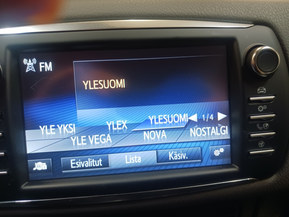 FM
YLESUOMI
YLE YKSI YLEX YLESUOMI 1/4
YLE VEGA NOVA NOSTALGI
Esivalitut Lista Käsiv.